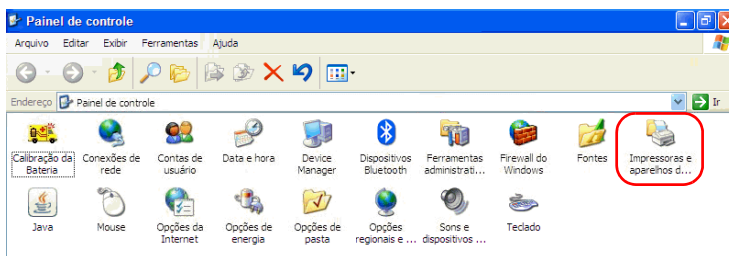 Painel de controle
Arquivo Editar Exibir Ferramentas Ajuda
Endereço Painel de controle Ir
Calibração da Bateria
Conexões de rede
Contas de usuário
Data e hora
Device Manager
Dispositivos Bluetooth
Ferramentas administrati...
Firewall do Windows
Fontes
Impressoras e aparelhos d...
Java
Mouse
Opções da Internet
Opções de energia
Opções de pasta
Opções regionais e ...
Sons e dispositivos ...
Teclado